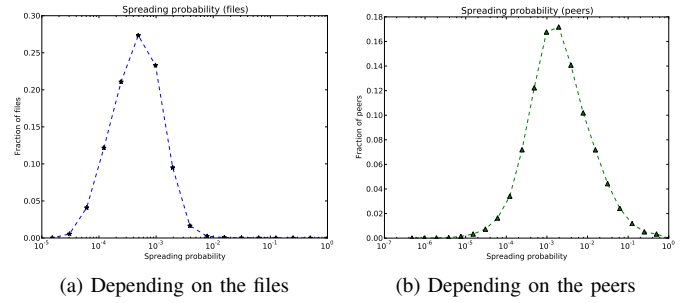 Spreading probability (files)
0.30
0.25
0.20
0.15
0.10
0.05
0.00
Fraction of files
10^-5 10^-4 10^-3 10^-2 10^-1 10^0
Spreading probability
(a) Depending on the files
Spreading probability (peers)
0.18
0.16
0.14
0.12
0.10
0.08
0.06
0.04
0.02
0.00
Fraction of peers
10^-7 10^-6 10^-5 10^-4 10^-3 10^-2 10^-1 10^0
Spreading probability
(b) Depending on the peers